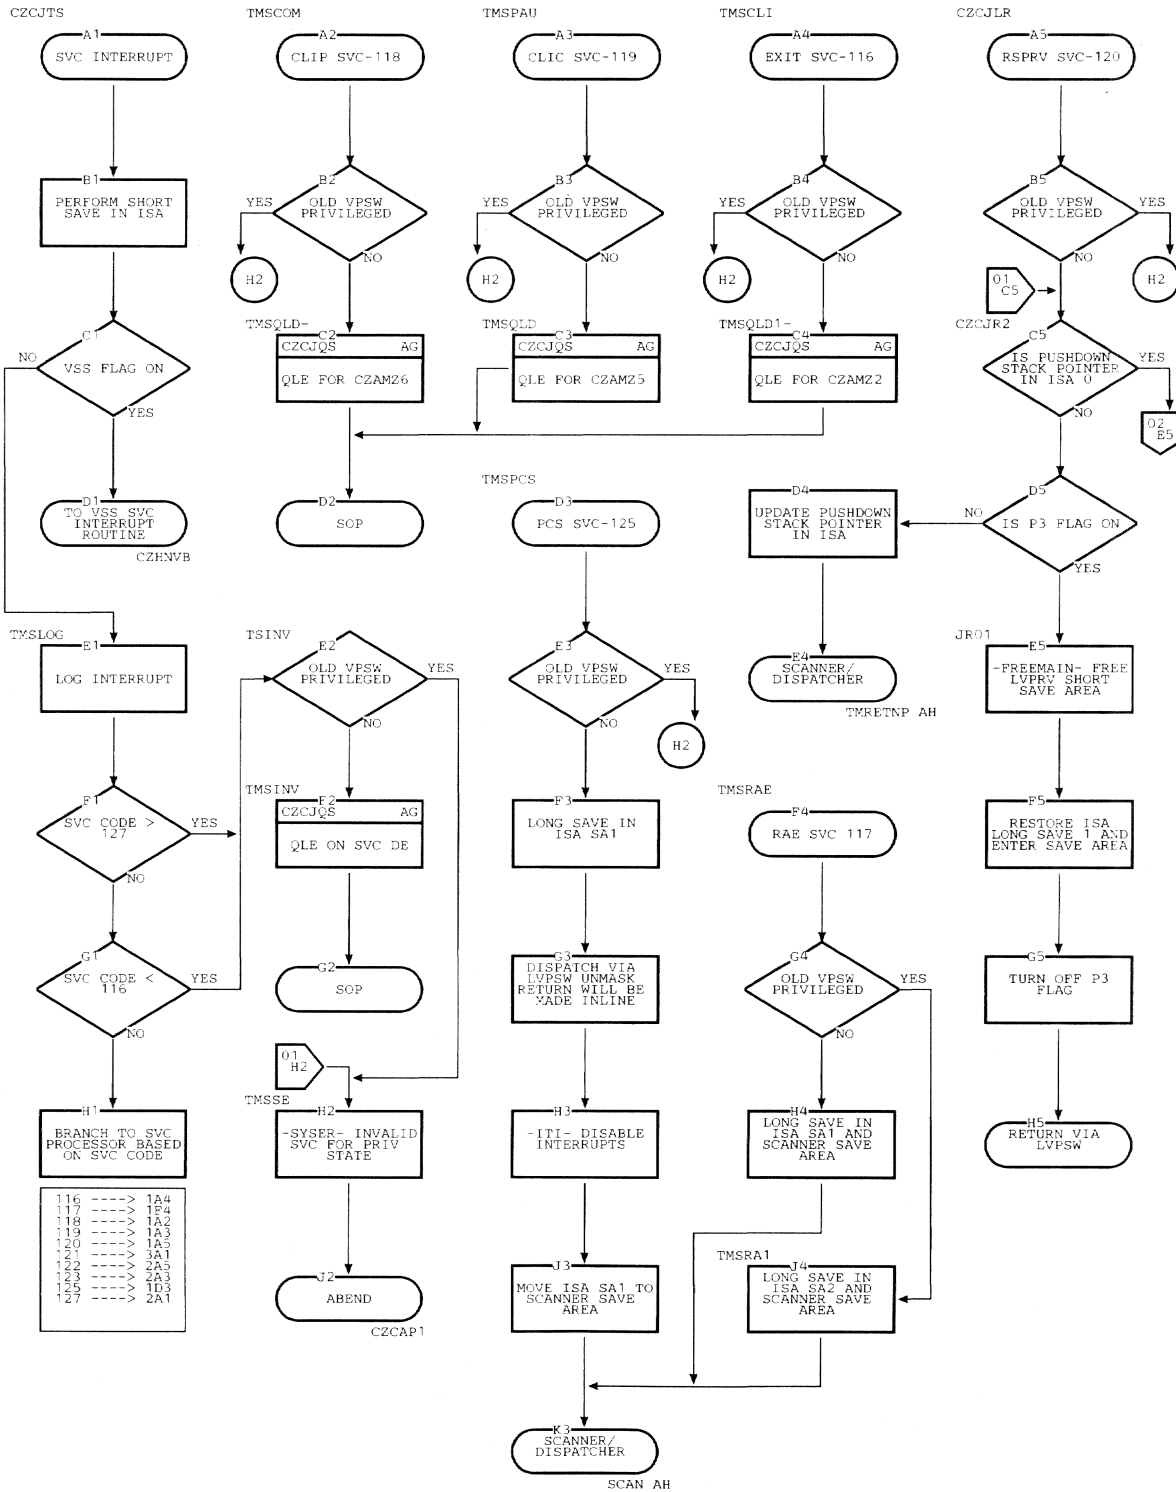 CZCJTS
A1
SVC INTERRUPT
B1
PERFORM SHORT
SAVE IN ISA
C1
NO
VSS FLAG ON
YES
D1
TO VSS SVC
INTERRUPT
ROUTINE
CZHNVB
TMSLOG
E1
LOG INTERRUPT
F1
SVC CODE >
127
YES
NO
G1
SVC CODE <
116
YES
NO
H1
BRANCH TO SVC
PROCESSOR BASED
ON SVC CODE
116 ----> 1A4
117 ----> 1F4
118 ----> 1A2
119 ----> 1A3
120 ----> 1A5
121 ----> 3A1
122 ----> 2A5
123 ----> 2A3
125 ----> 1D3
127 ----> 2A1
TMSCOM
A2
CLIP SVC-118
B2
YES
OLD VPSW
PRIVILEGED
NO
H2
TMSQLD-
C2
CZCJQS AG
QLE FOR CZAMZ6
D2
SOP
TSINV
E2
OLD VPSW
PRIVILEGED
YES
NO
TMSINV
F2
CZCJQS AG
QLE ON SVC DE
G2
SOP
01
H2
TMSSE
H2
-SYSER- INVALID
SVC FOR PRIV
STATE
J2
ABEND
CZCAP1
TMSPAU
A3
CLIC SVC-119
B3
YES
OLD VPSW
PRIVILEGED
NO
H2
TMSQLD
C3
CZCJQS AG
QLE FOR CZAMZ5
TMSPCS
D3
PCS SVC-125
E3
OLD VPSW
PRIVILEGED
YES
NO
H2
F3
LONG SAVE IN
ISA SA1
G3
DISPATCH VIA
LVPSW UNMASK
RETURN WILL BE
MADE INLINE
H3
-ITI- DISABLE
INTERRUPTS
J3
MOVE ISA SA1 TO
SCANNER SAVE
AREA
K3
SCANNER/
DISPATCHER
SCAN AH
TMSCLI
A4
EXIT SVC-116
B4
YES
OLD VPSW
PRIVILEGED
NO
H2
TMSQLD1-
C4
CZCJQS AG
QLE FOR CZAMZ2
D4
UPDATE PUSHDOWN
STACK POINTER
IN ISA
E4
SCANNER/
DISPATCHER
TMRETNP AH
TMSRAE
F4
RAE SVC 117
G4
OLD VPSW
PRIVILEGED
YES
NO
H4
LONG SAVE IN
ISA SA1 AND
SCANNER SAVE
AREA
TMSRA1
J4
LONG SAVE IN
ISA SA2 AND
SCANNER SAVE
AREA
CZCJLR
A5
RSPRV SVC-120
B5
OLD VPSW
PRIVILEGED
YES
NO
H2
01
C5
CZCJR2
C5
IS PUSHDOWN
STACK POINTER
IN ISA 0
YES
NO
02
E5
D5
NO
IS P3 FLAG ON
YES
JR01
E5
-FREEMAIN- FREE
LVPRV SHORT
SAVE AREA
F5
RESTORE ISA
LONG SAVE 1 AND
ENTER SAVE AREA
G5
TURN OFF P3
FLAG
H5
RETURN VIA
LVPSW